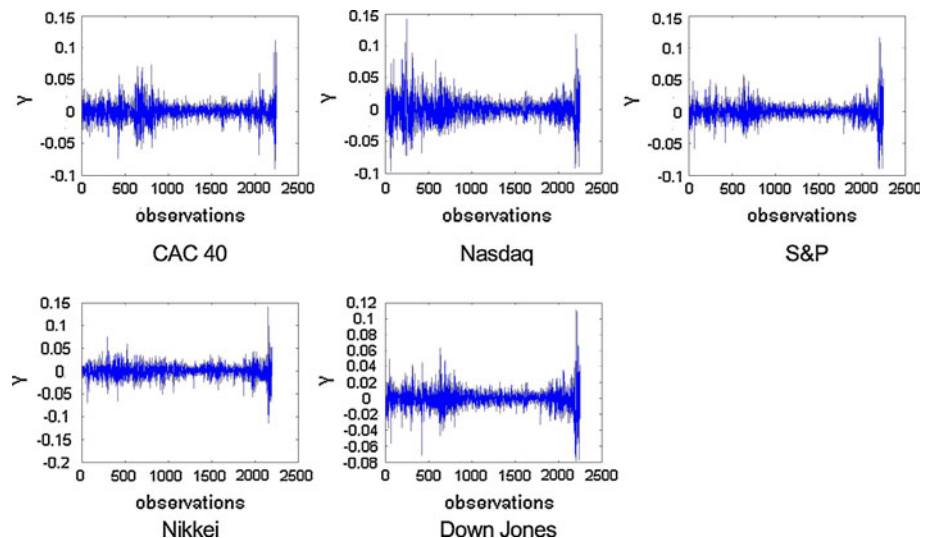 0.15
0.1
0.05
γ
0
-0.05
-0.1
0 500 1000 1500 2000 2500
observations
CAC 40
0.15
0.1
0.05
γ
0
-0.05
-0.1
0 500 1000 1500 2000 2500
observations
Nasdaq
0.15
0.1
0.05
γ
0
-0.05
-0.1
0 500 1000 1500 2000 2500
observations
S&P
0.15
0.1
0.05
γ
0
-0.05
-0.1
-0.15
-0.2
0 500 1000 1500 2000 2500
observations
Nikkei
0.12
0.1
0.08
0.06
0.04
γ
0.02
0
-0.02
-0.04
-0.06
-0.08
0 500 1000 1500 2000 2500
observations
Down Jones